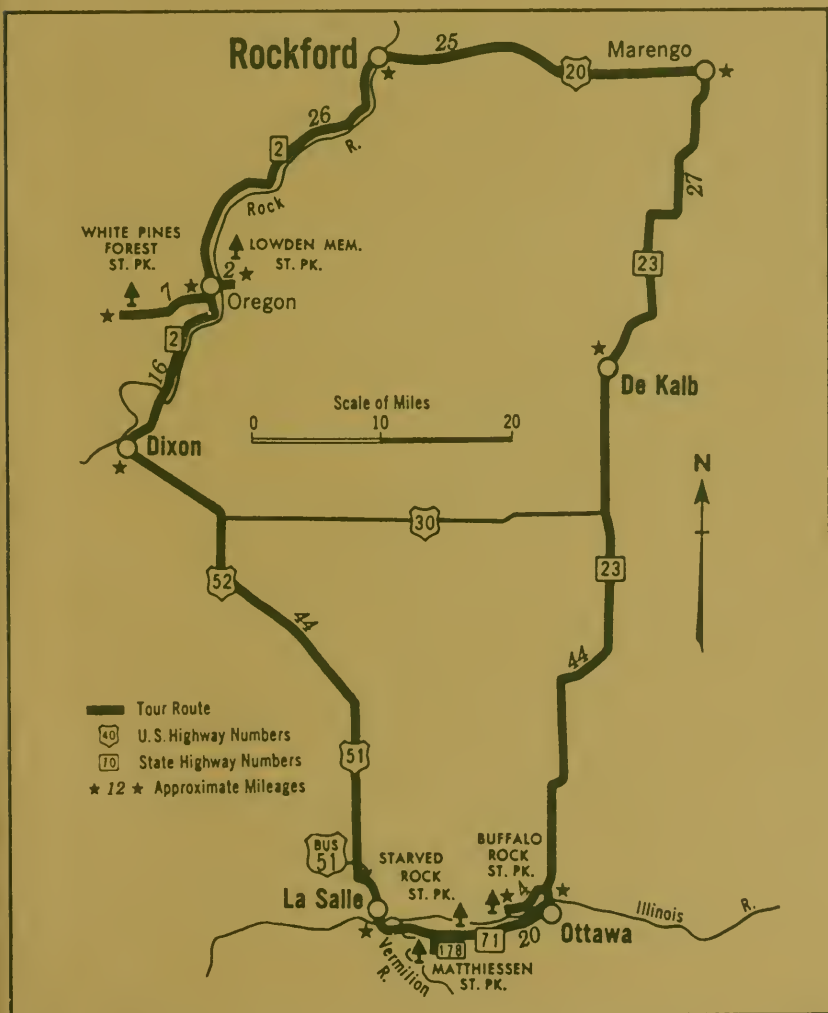 Rockford
25
20
Marengo
26
2
R.
Rock
27
23
WHITE PINES
FOREST
ST. PK.
LOWDEN MEM.
ST. PK.
2
7
Oregon
2
16
De Kalb
Scale of Miles
0 10 20
Dixon
N
30
52
23
44
44
Tour Route
40 U.S. Highway Numbers
70 State Highway Numbers
★ 12 ★ Approximate Mileages
51
BUS
51
STARVED
ROCK
ST. PK.
BUFFALO
ROCK
ST. PK.
4
La Salle
Illinois R.
Ottawa
71
20
178
Vermilion
R.
MATTHIESSEN
ST. PK.